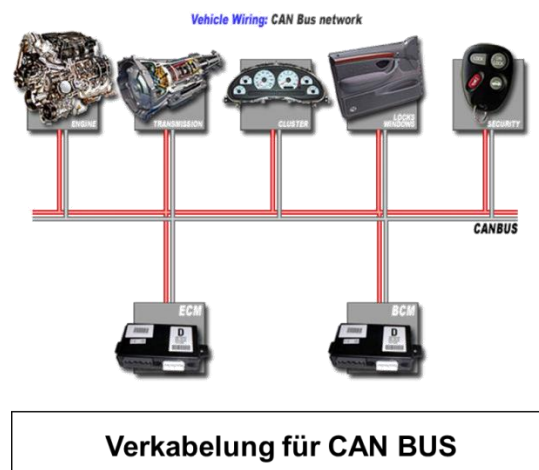 Vehicle Wiring: CAN Bus network
ENGINE
TRANSMISSION
CLUSTER
LOCKS
WINDOWS
SECURITY
CANBUS
ECM
BCM
D
D
Verkabelung für CAN BUS